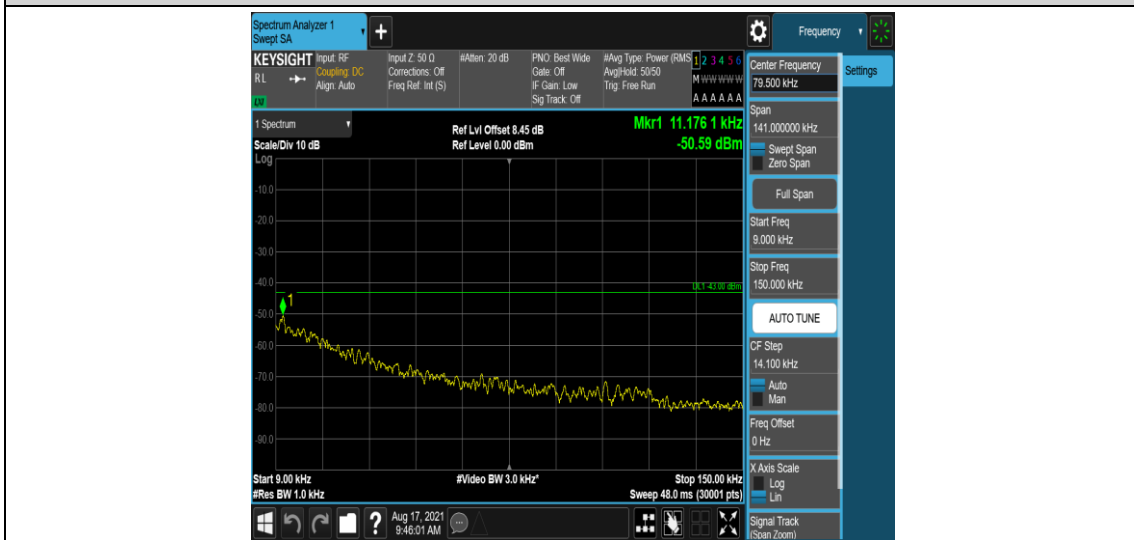 Spectrum Analyzer 1
Swept SA
+
Frequency
KEYSIGHT
Input: RF
Input Z: 50 Ω
#Atten: 20 dB
PNO: Best Wide
#Avg Type: Power (RMS
1 2 3 4 5 6
RL
Coupling: DC
Corrections: Off
Gate: Off
Avg|Hold: 50/50
M W W W W W
Align: Auto
Freq Ref: Int (S)
IF Gain: Low
Trig: Free Run
Sig Track: Off
A A A A A A
1 Spectrum
Ref Lvl Offset 8.45 dB
Mkr1 11.176 1 kHz
Scale/Div 10 dB
Ref Level 0.00 dBm
-50.59 dBm
Log
-10.0
-20.0
-30.0
-40.0
DL1 -43.00 dBm
1
-50.0
-60.0
-70.0
-80.0
-90.0
Start 9.00 kHz
#Video BW 3.0 kHz*
Stop 150.00 kHz
#Res BW 1.0 kHz
Sweep 48.0 ms (30001 pts)
?
Aug 17, 2021
9:46:01 AM
Center Frequency
79.500 kHz
Settings
Span
141.000000 kHz
Swept Span
Zero Span
Full Span
Start Freq
9.000 kHz
Stop Freq
150.000 kHz
AUTO TUNE
CF Step
14.100 kHz
Auto
Man
Freq Offset
0 Hz
X Axis Scale
Log
Lin
Signal Track
(Span Zoom)